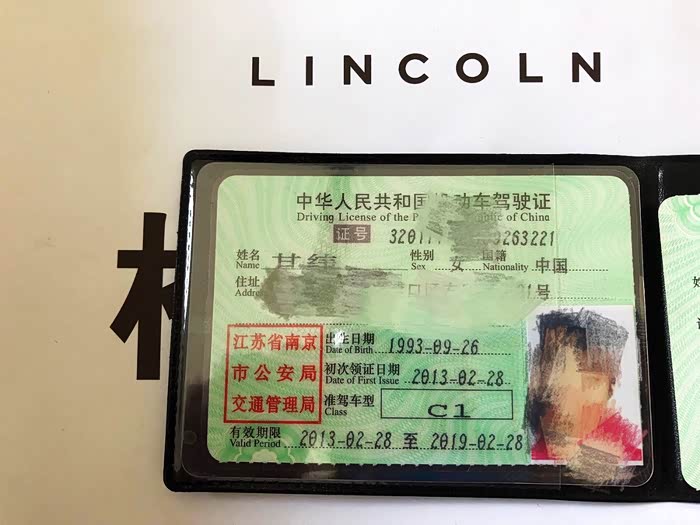 LINCOLN
中华人民共和国机动车驾驶证
Driving License of the P lic of China
证号 3201 9263221
姓名 Name 性别 Sex 女 国籍 Nationality 中国
住址 Address 号
江苏省南京
市公安局
交通管理局
出生日期 Date of Birth 1993-09-26
初次领证日期 Date of First Issue 2013-02-28
准驾车型 Class C1
有效期限 Valid Period 2013-02-28 至 2019-02-28